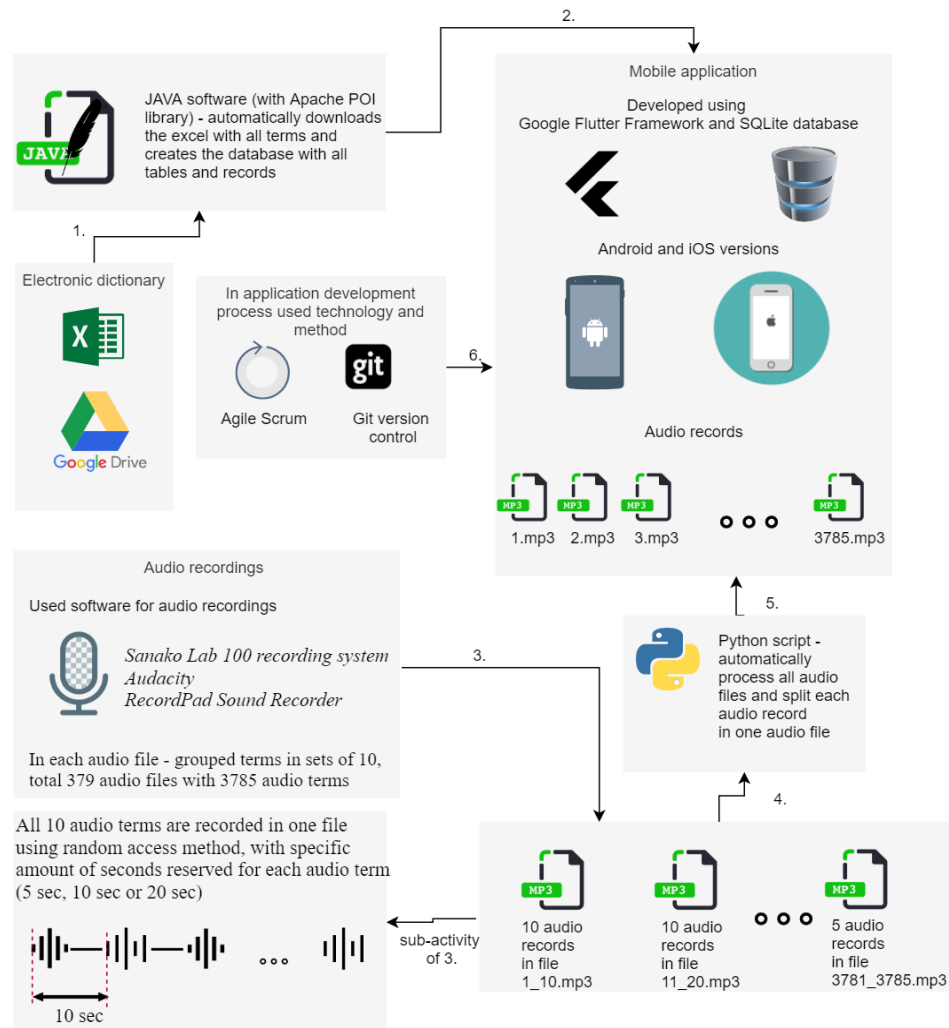 2.
JAVA software (with Apache POI
library) - automatically downloads
the excel with all terms and
creates the database with all
tables and records
JAVA
Mobile application
Developed using
Google Flutter Framework and SQLite database
Android and iOS versions
1.
Electronic dictionary
X
Google Drive
In application development
process used technology and
method
git
Agile Scrum
Git version
control
6.
Audio records
MP3
MP3
MP3
MP3
1.mp3
2.mp3
3.mp3
3785.mp3
Audio recordings
Used software for audio recordings
Sanako Lab 100 recording system
Audacity
RecordPad Sound Recorder
In each audio file - grouped terms in sets of 10,
total 379 audio files with 3785 audio terms
3.
5.
Python script -
automatically
process all audio
files and split each
audio record
in one audio file
4.
All 10 audio terms are recorded in one file
using random access method, with specific
amount of seconds reserved for each audio term
(5 sec, 10 sec or 20 sec)
10 sec
sub-activity
of 3.
MP3
10 audio
records
in file
1_10.mp3
MP3
10 audio
records
in file
11_20.mp3
MP3
5 audio
records
in file
3781_3785.mp3